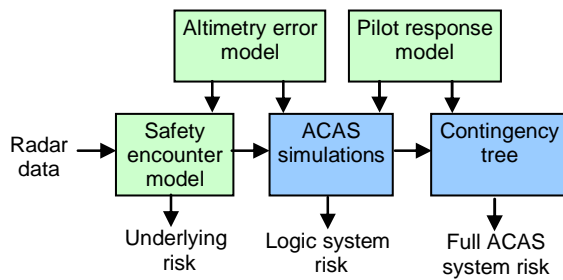 Altimetry error
model
Pilot response
model
Radar
data
Safety
encounter
model
ACAS
simulations
Contingency
tree
Underlying
risk
Logic system
risk
Full ACAS
system risk